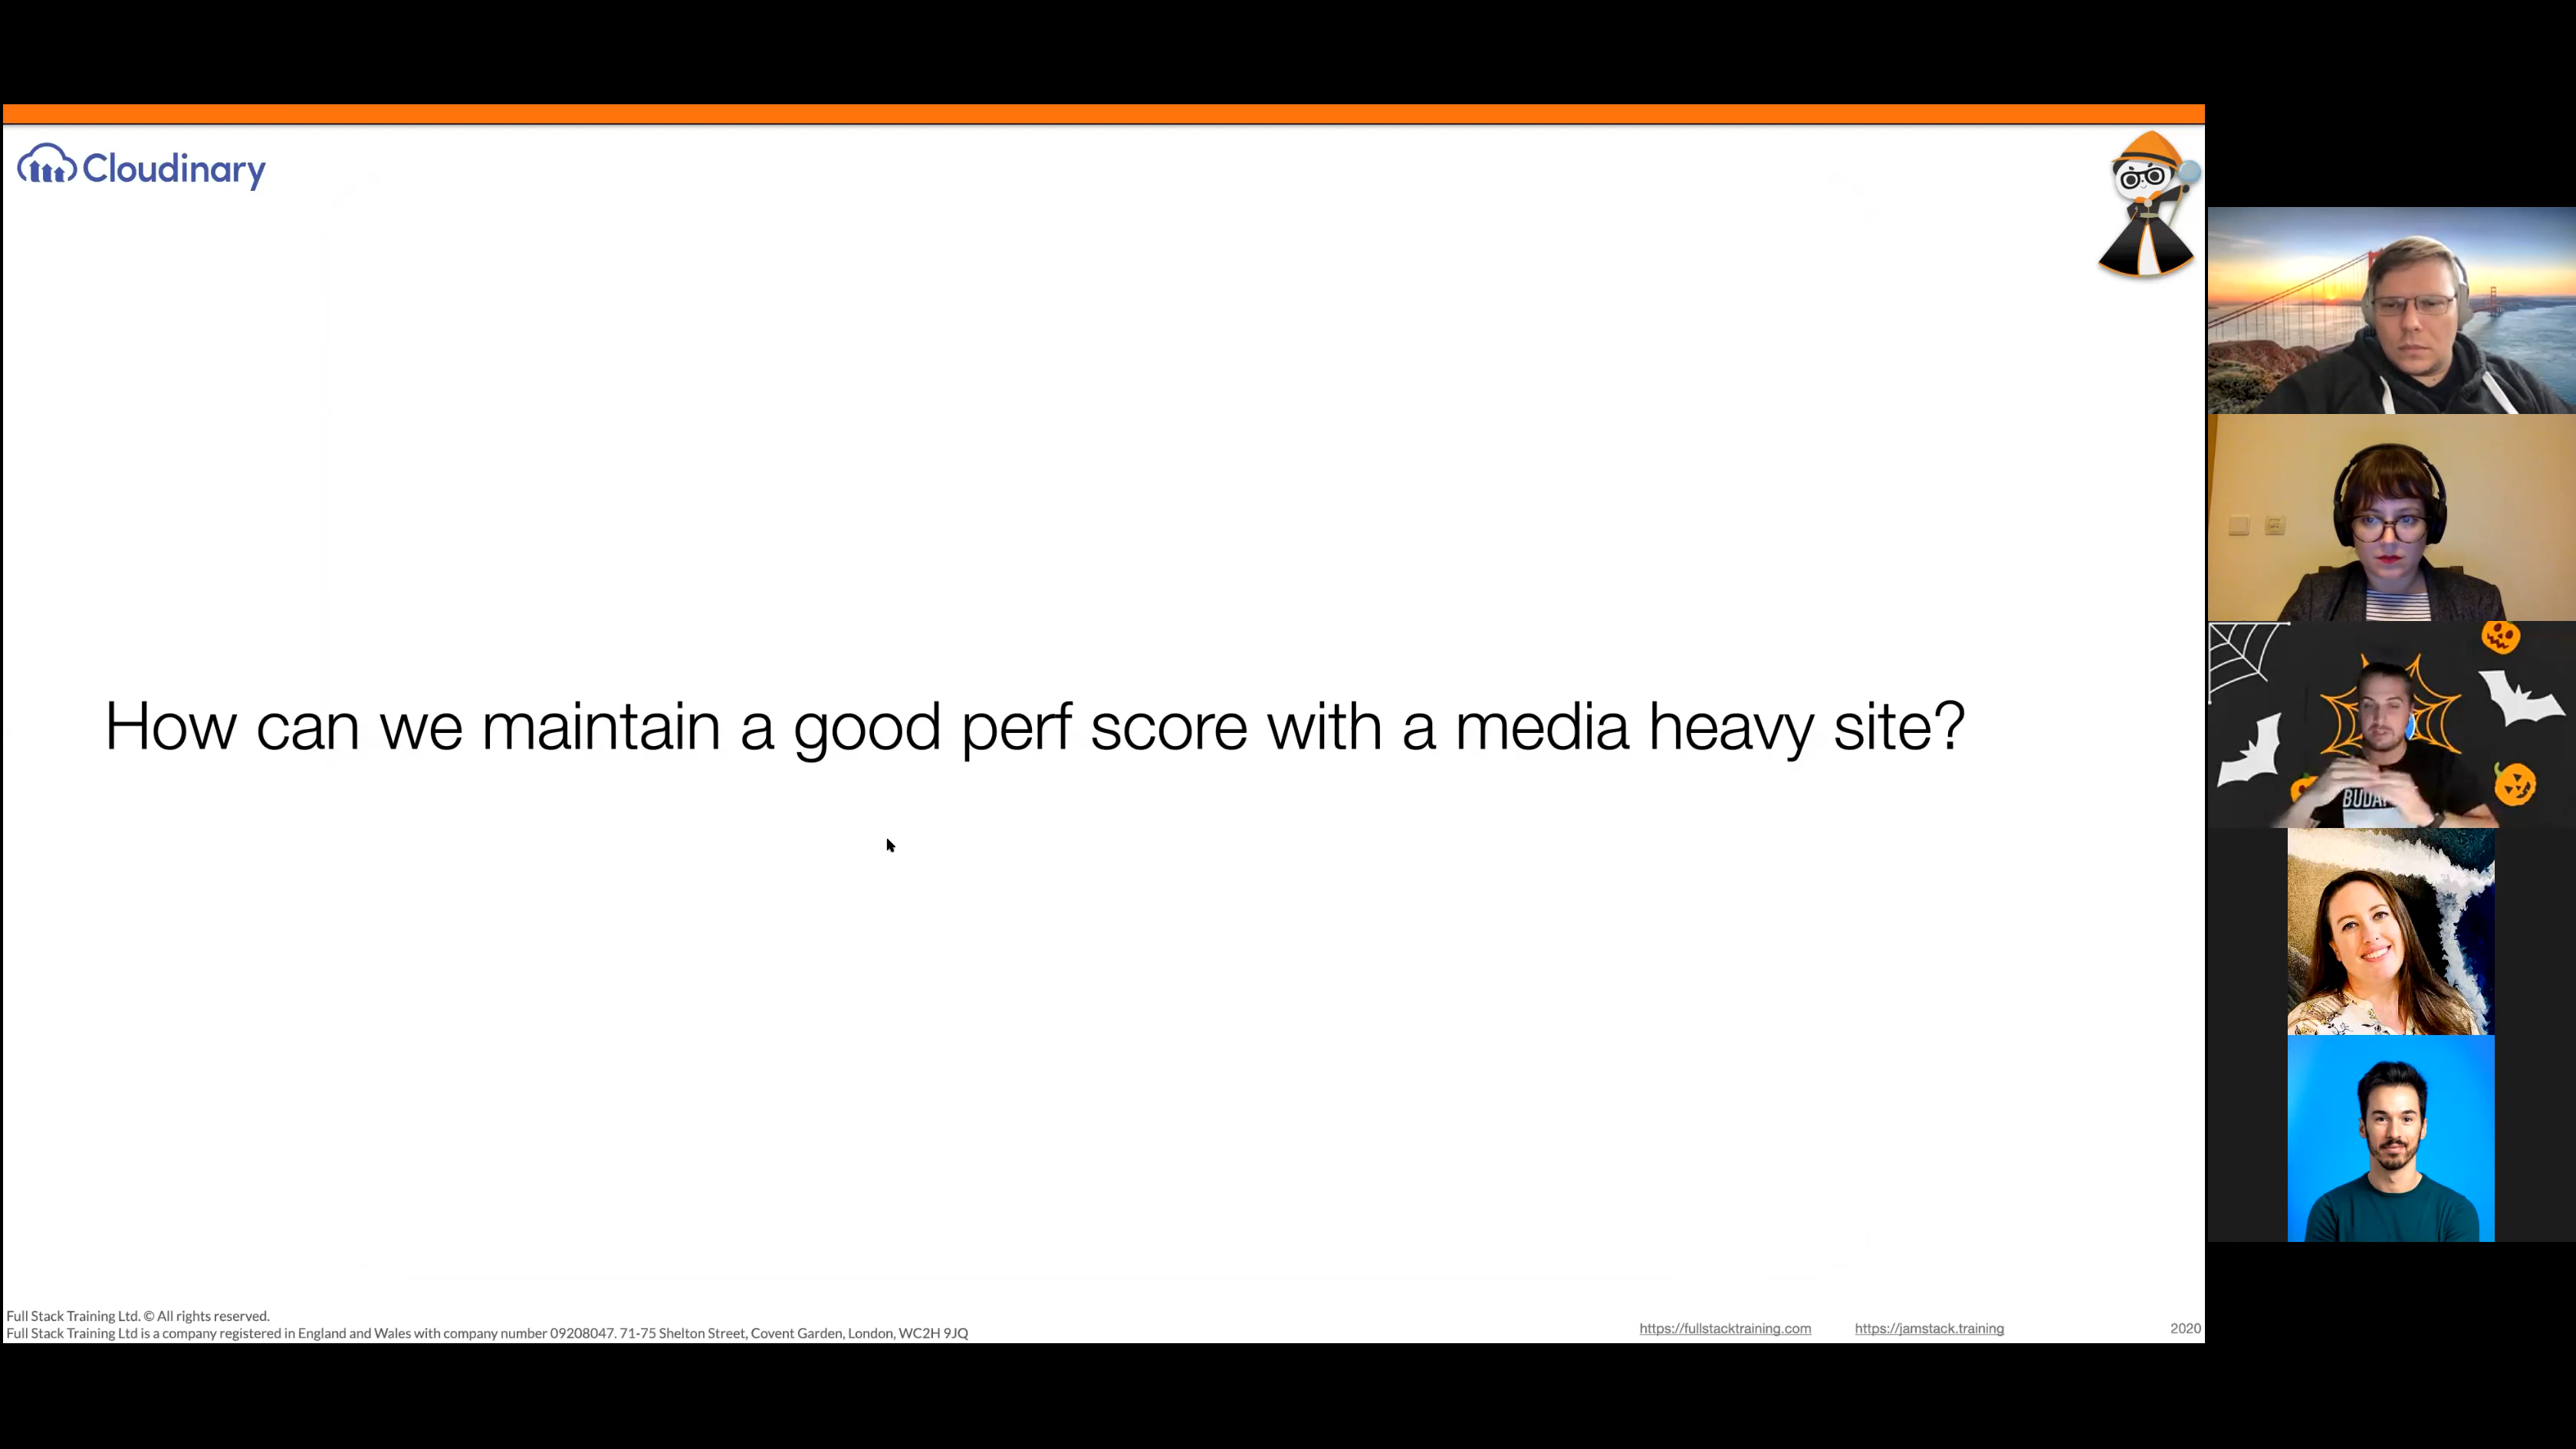 Cloudinary
How can we maintain a good perf score with a media heavy site?
Full Stack Training Ltd. © All rights reserved.
Full Stack Training Ltd is a company registered in England and Wales with company number 09208047. 71-75 Shelton Street, Covent Garden, London, WC2H 9JQ
https://fullstacktraining.com https://jamstack.training 2020